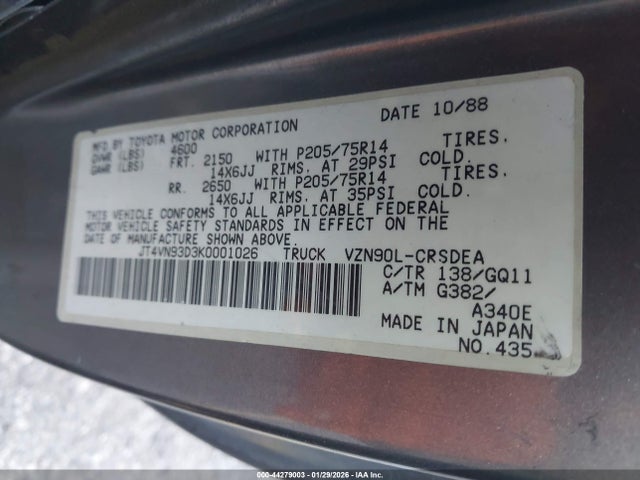 MFD BY TOYOTA MOTOR CORPORATION DATE 10/88
GVWR (LBS) 4600
GAWR (LBS) FRT. 2150 WITH P205/75R14 TIRES.
14X6JJ RIMS. AT 29PSI COLD.
RR. 2650 WITH P205/75R14 TIRES.
14X6JJ RIMS. AT 35PSI COLD.
THIS VEHICLE CONFORMS TO ALL APPLICABLE FEDERAL
MOTOR VEHICLE SAFETY STANDARDS IN EFFECT ON THE
DATE OF MANUFACTURE SHOWN ABOVE.
JT4VN93D3K0001026 TRUCK VZN90L-CRSDEA
C/TR 138/GQ11
A/TM G382/
A340E
MADE IN JAPAN
NO.435
000-44279003 - 01/29/2026 - IAA Inc.